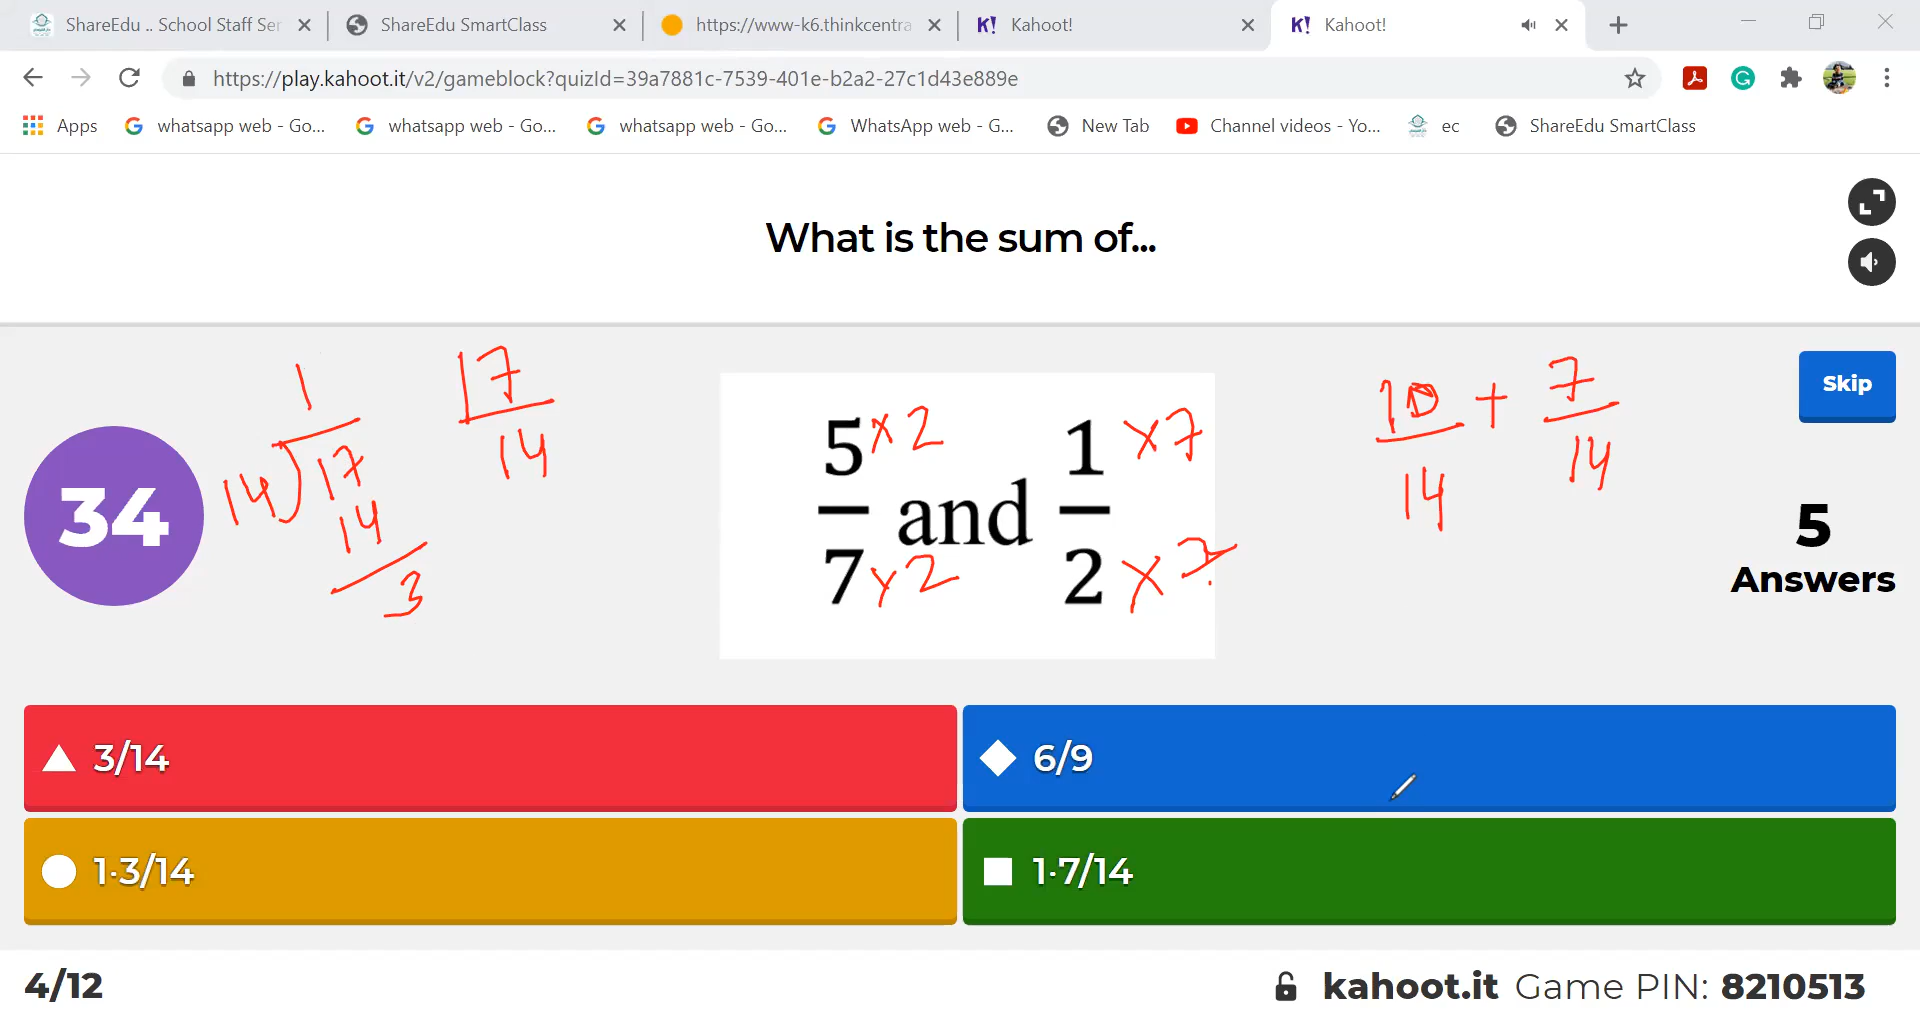 ShareEdu .. School Staff Ser
ShareEdu SmartClass
https://www-k6.thinkcentra
K! Kahoot!
K! Kahoot!
https://play.kahoot.it/v2/gameblock?quizId=39a7881c-7539-401e-b2a2-27c1d43e889e
Apps
whatsapp web - Go...
whatsapp web - Go...
whatsapp web - Go...
WhatsApp web - G...
New Tab
Channel videos - Yo...
ec
ShareEdu SmartClass
What is the sum of...
34
1
14 17
14
3
17
14
5 x 2
7 x 2
and
1 x 7
2 x 7
10 + 7
14 14
Skip
5
Answers
3/14
6/9
1·3/14
1·7/14
4/12
kahoot.it Game PIN: 8210513